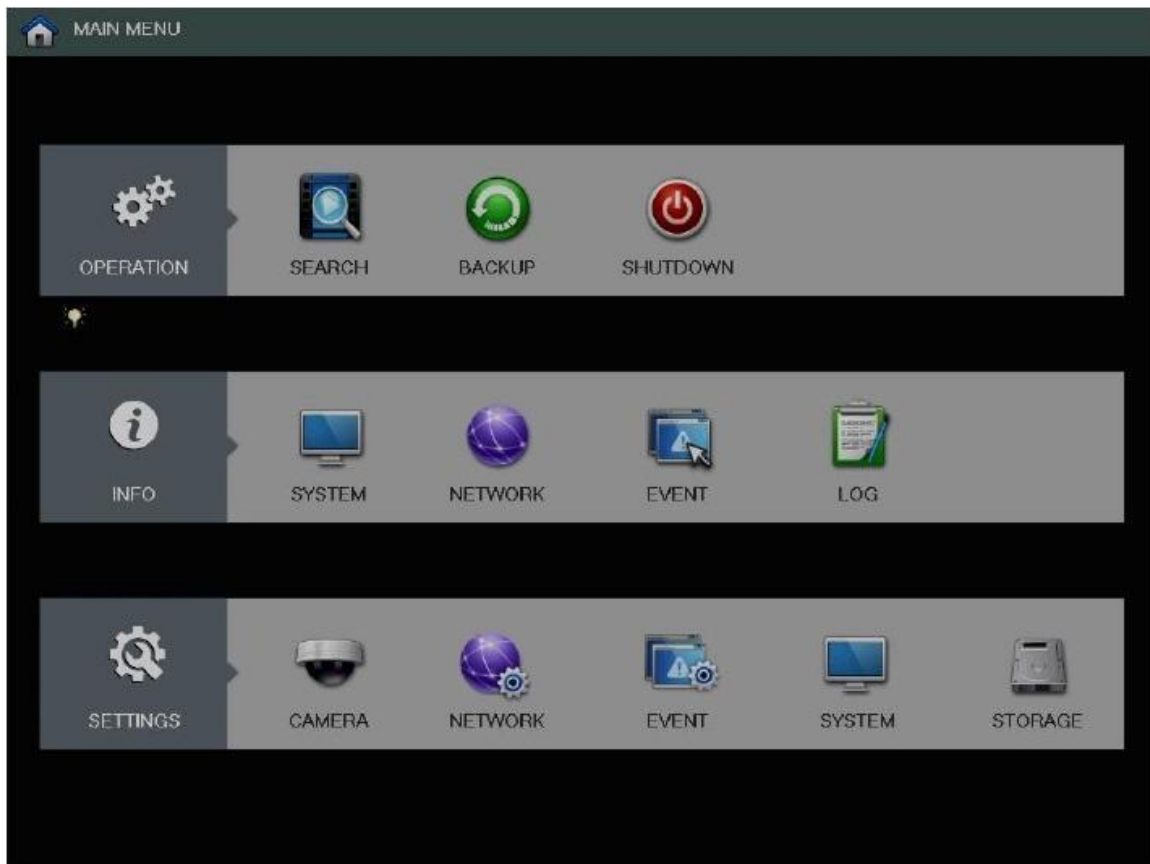 MAIN MENU
OPERATION SEARCH BACKUP SHUTDOWN
INFO SYSTEM NETWORK EVENT LOG
SETTINGS CAMERA NETWORK EVENT SYSTEM STORAGE